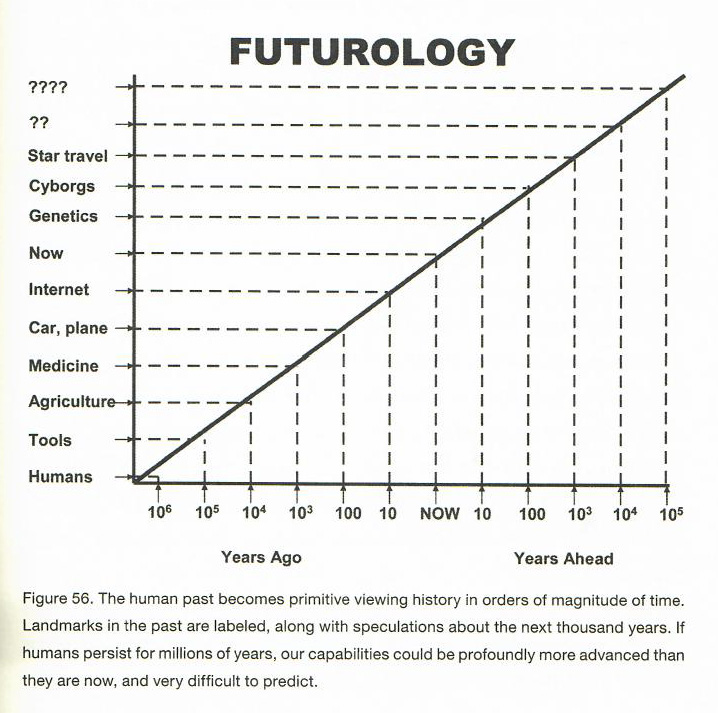 FUTUROLOGY
????
??
Star travel
Cyborgs
Genetics
Now
Internet
Car, plane
Medicine
Agriculture
Tools
Humans
10⁶ 10⁵ 10⁴ 10³ 100 10 NOW 10 100 10³ 10⁴ 10⁵
Years Ago Years Ahead
Figure 56. The human past becomes primitive viewing history in orders of magnitude of time.
Landmarks in the past are labeled, along with speculations about the next thousand years. If
humans persist for millions of years, our capabilities could be profoundly more advanced than
they are now, and very difficult to predict.